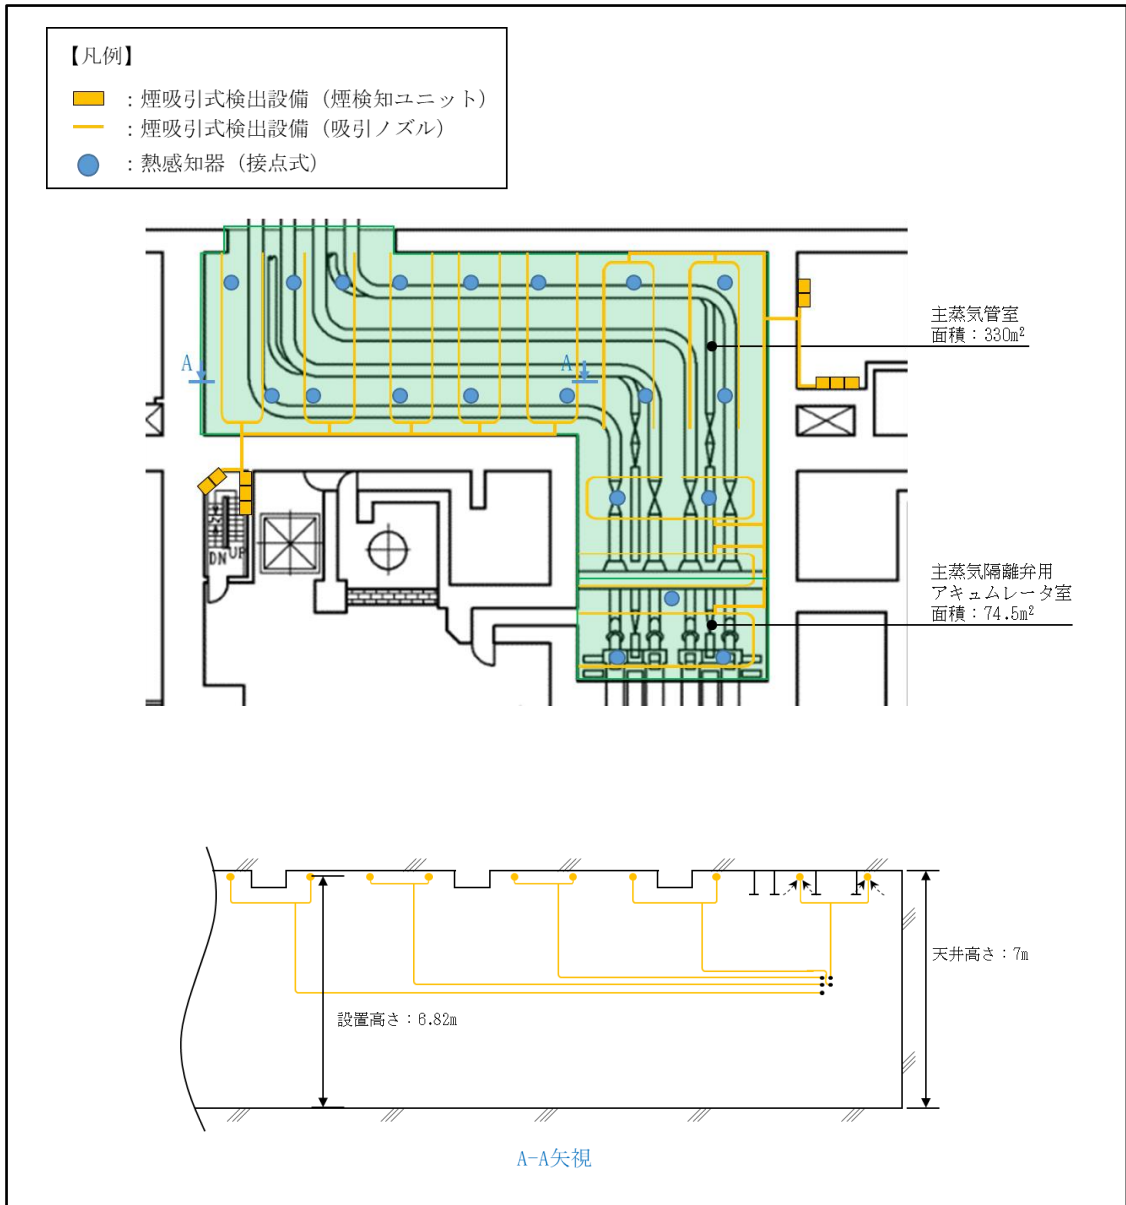 【凡例】
：煙吸引式検出設備（煙検知ユニット）
：煙吸引式検出設備（吸引ノズル）
：熱感知器（接点式）
主蒸気管室
面積：330m²
A
A
DN
UP
主蒸気隔離弁用
アキュムレータ室
面積：74.5m²
天井高さ：7m
設置高さ：6.82m
A-A矢視